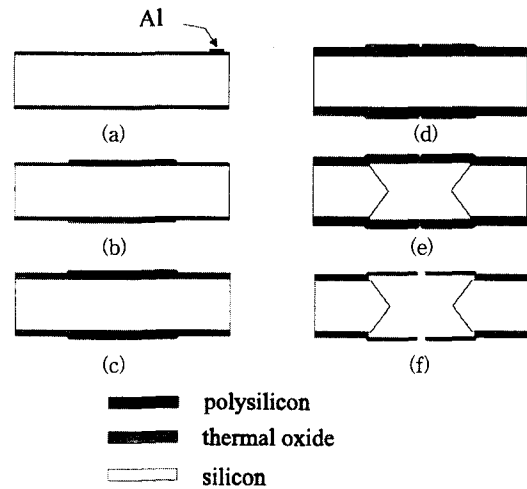 Al
(a)
(d)
(b)
(e)
(c)
(f)
polysilicon
thermal oxide
silicon